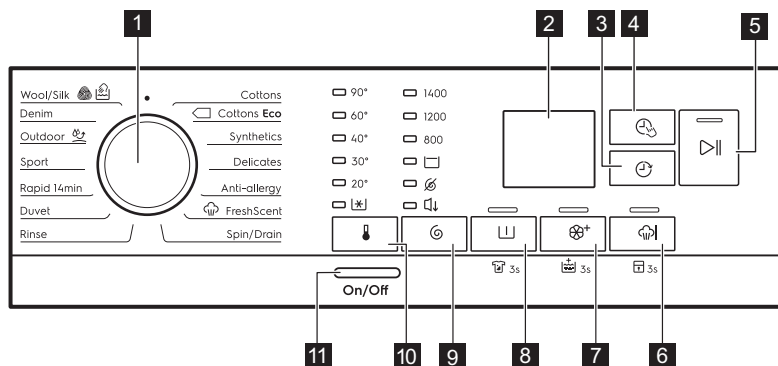 1
2
3
4
5
Wool/Silk
Denim
Outdoor
Sport
Rapid 14min
Duvet
Rinse
Cottons
Cottons Eco
Synthetics
Delicates
Anti-allergy
FreshScent
Spin/Drain
90°
60°
40°
30°
20°
1400
1200
800
3s
3s
3s
On/Off
11
10
9
8
7
6